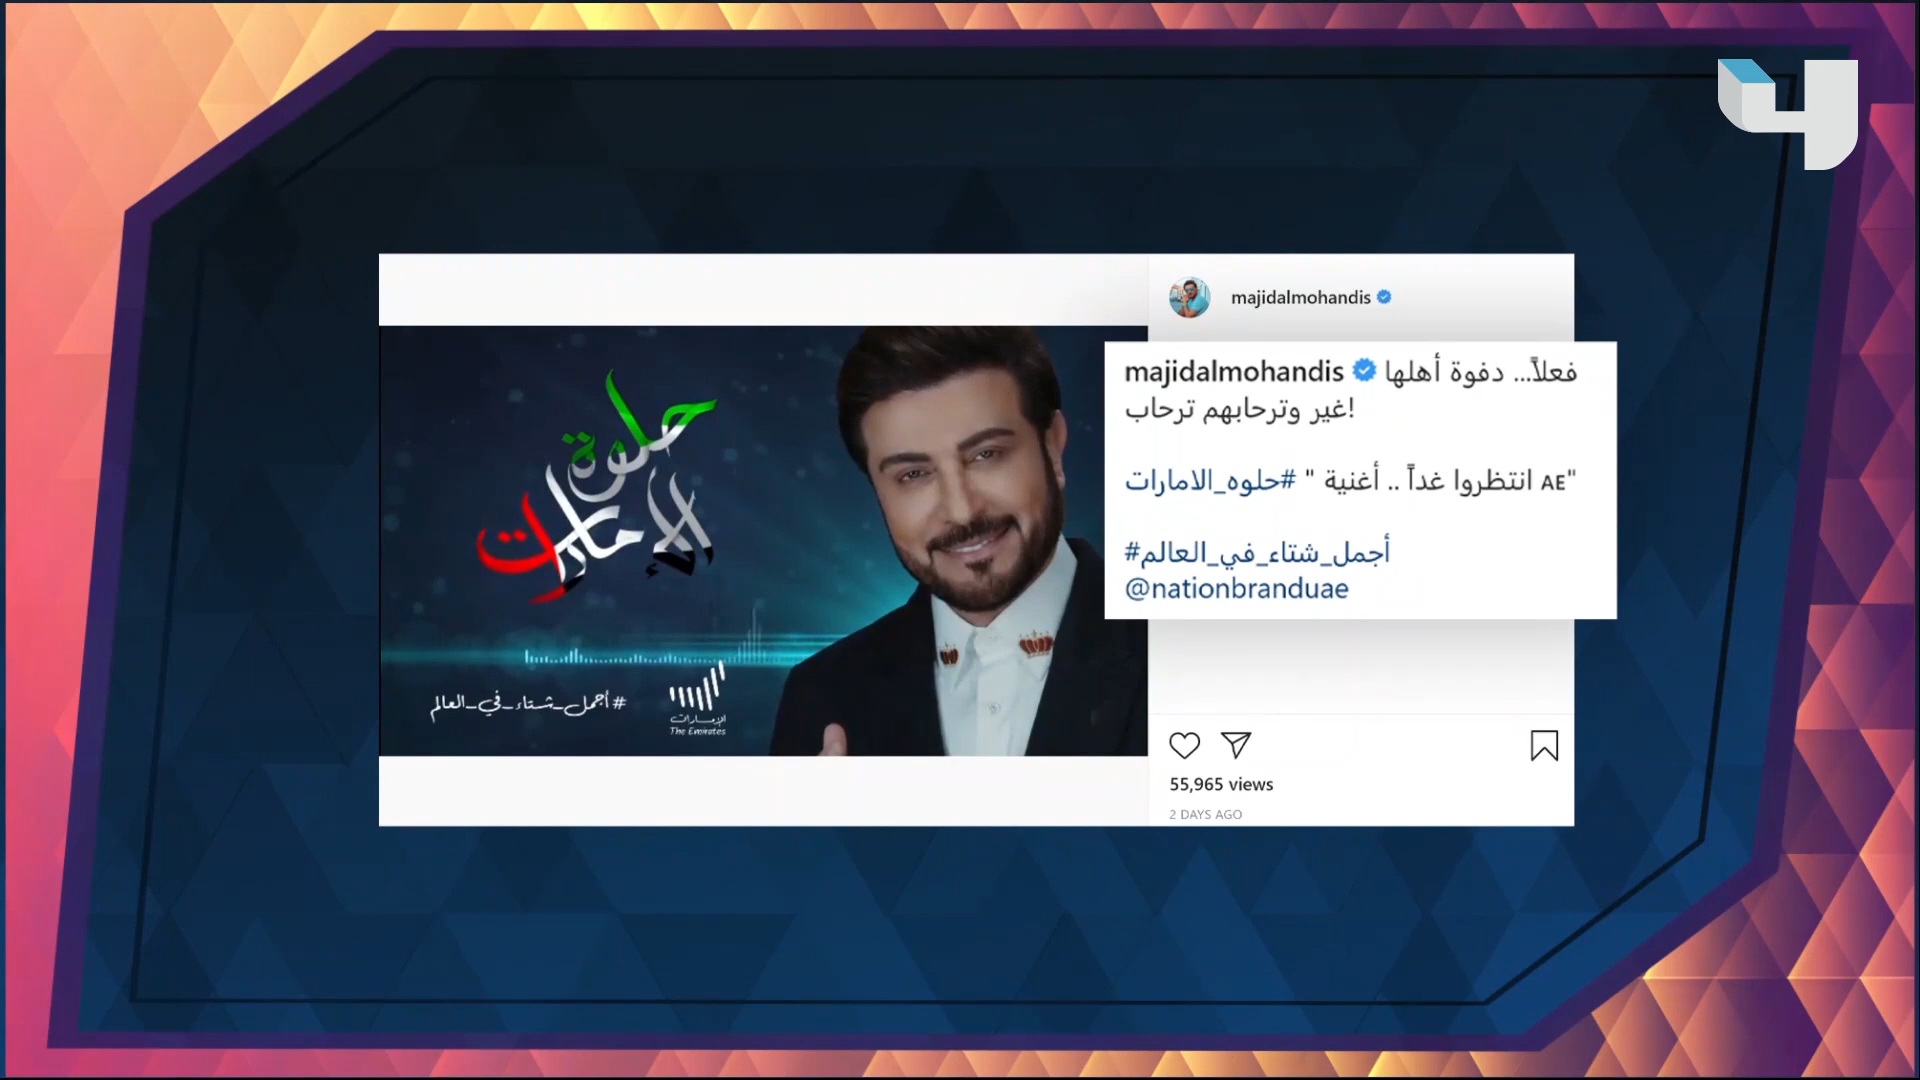 حلوة
الإمارات
#أجمل_شتاء_في_العالم
الإمارات
The Emirates
majidalmohandis
majidalmohandis فعلاً... دفوة أهلها
غير وترحابهم ترحاب!
"AE انتظروا غداً .. أغنية " #حلوه_الامارات
#أجمل_شتاء_في_العالم
@nationbranduae
55,965 views
2 DAYS AGO